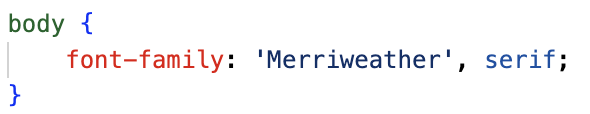 body {
    font-family: 'Merriweather', serif;
}